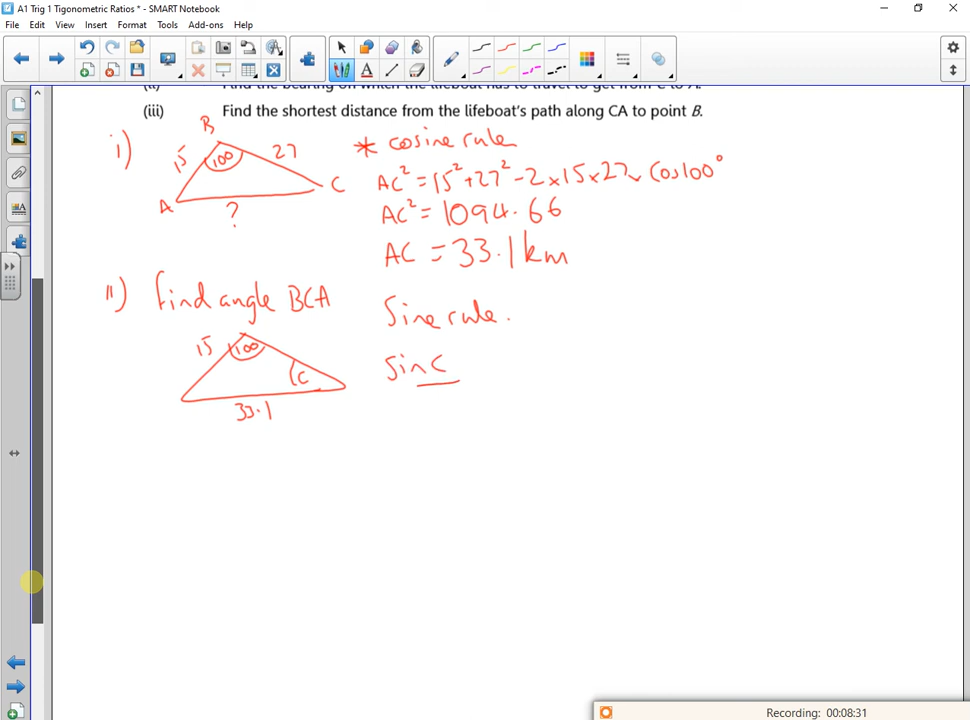 A1 Trig 1 Tigonometric Ratios * - SMART Notebook
File Edit View Insert Format Tools Add-ons Help
(iii) Find the shortest distance from the lifeboat's path along CA to point B.
i) B 15 100 27 C A ?
* cosine rule
AC² = 15² + 27² - 2 × 15 × 27 × cos100°
AC² = 1094.66
AC = 33.1 km
ii) find angle BCA
15 100 C 33.1
Sine rule.
Sin C
Recording: 00:08:31